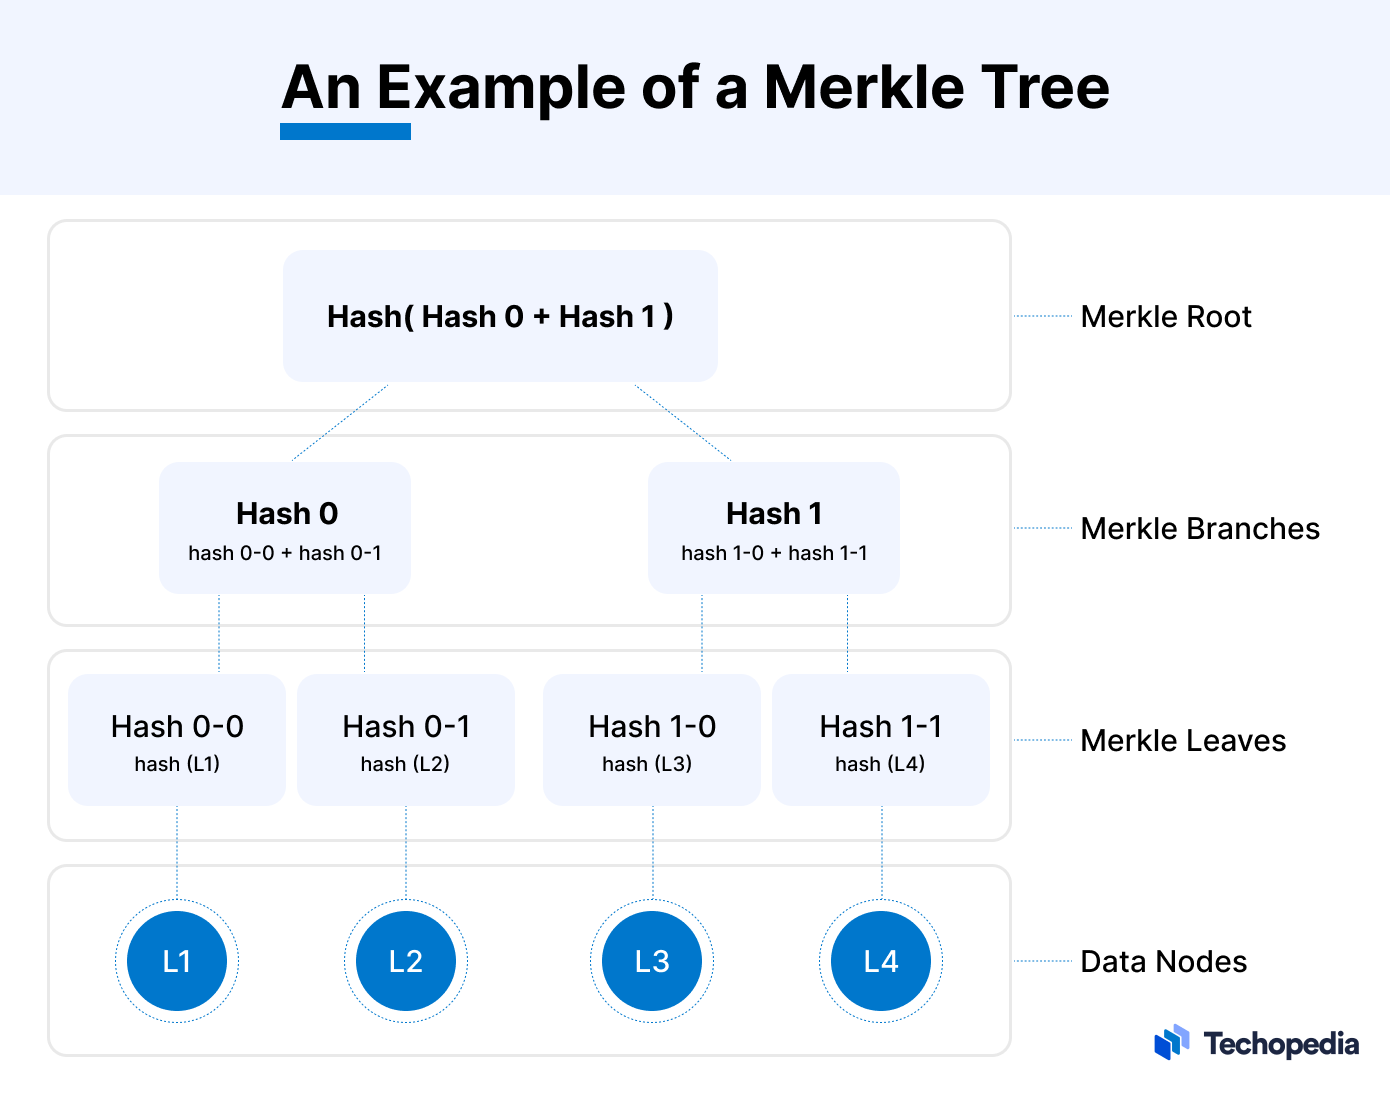 An Example of a Merkle Tree
Hash( Hash 0 + Hash 1 )
Merkle Root
Hash 0
hash 0-0 + hash 0-1
Hash 1
hash 1-0 + hash 1-1
Merkle Branches
Hash 0-0
hash (L1)
Hash 0-1
hash (L2)
Hash 1-0
hash (L3)
Hash 1-1
hash (L4)
Merkle Leaves
L1
L2
L3
L4
Data Nodes
Techopedia